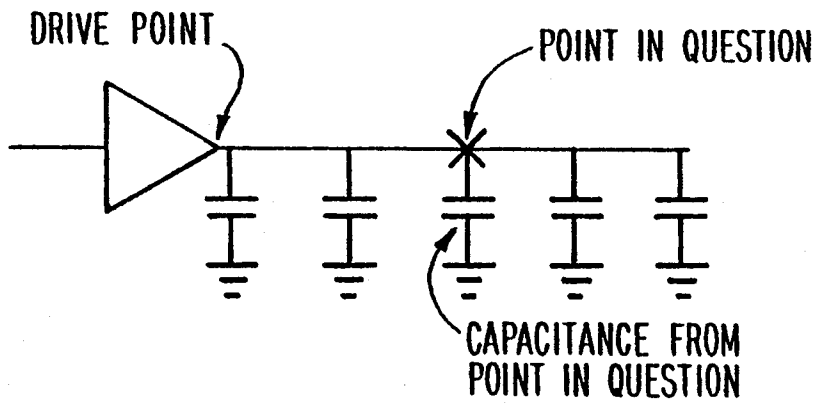 DRIVE POINT
POINT IN QUESTION
CAPACITANCE FROM
POINT IN QUESTION